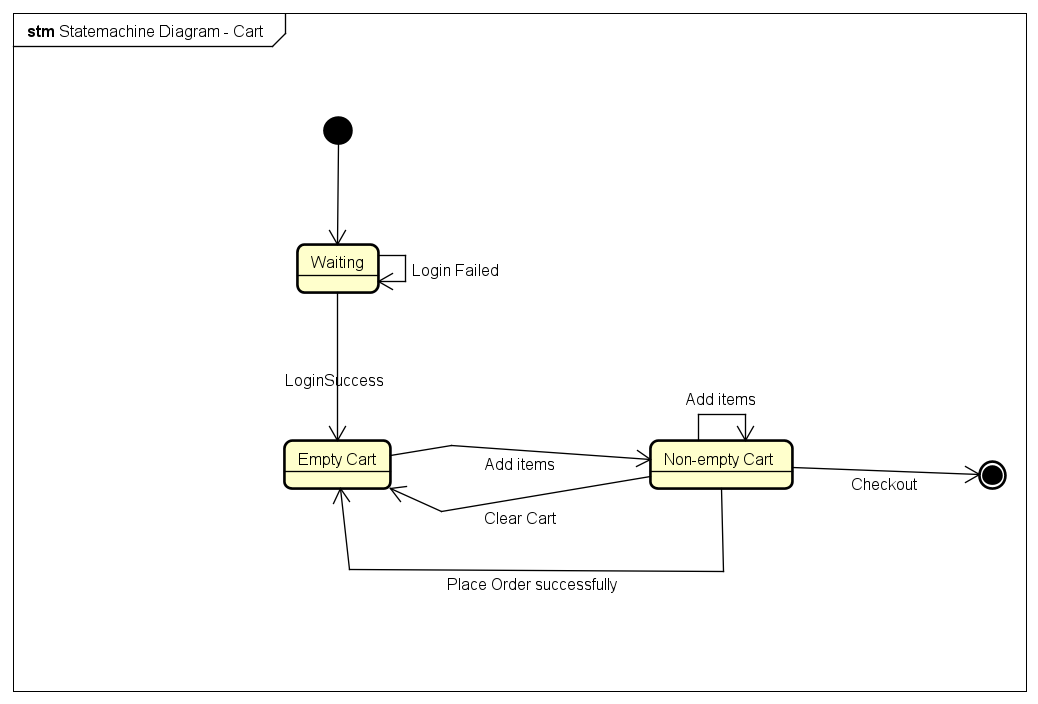 stm Statemachine Diagram - Cart
Waiting
Login Failed
LoginSuccess
Add items
Empty Cart
Add items
Non-empty Cart
Checkout
Clear Cart
Place Order successfully